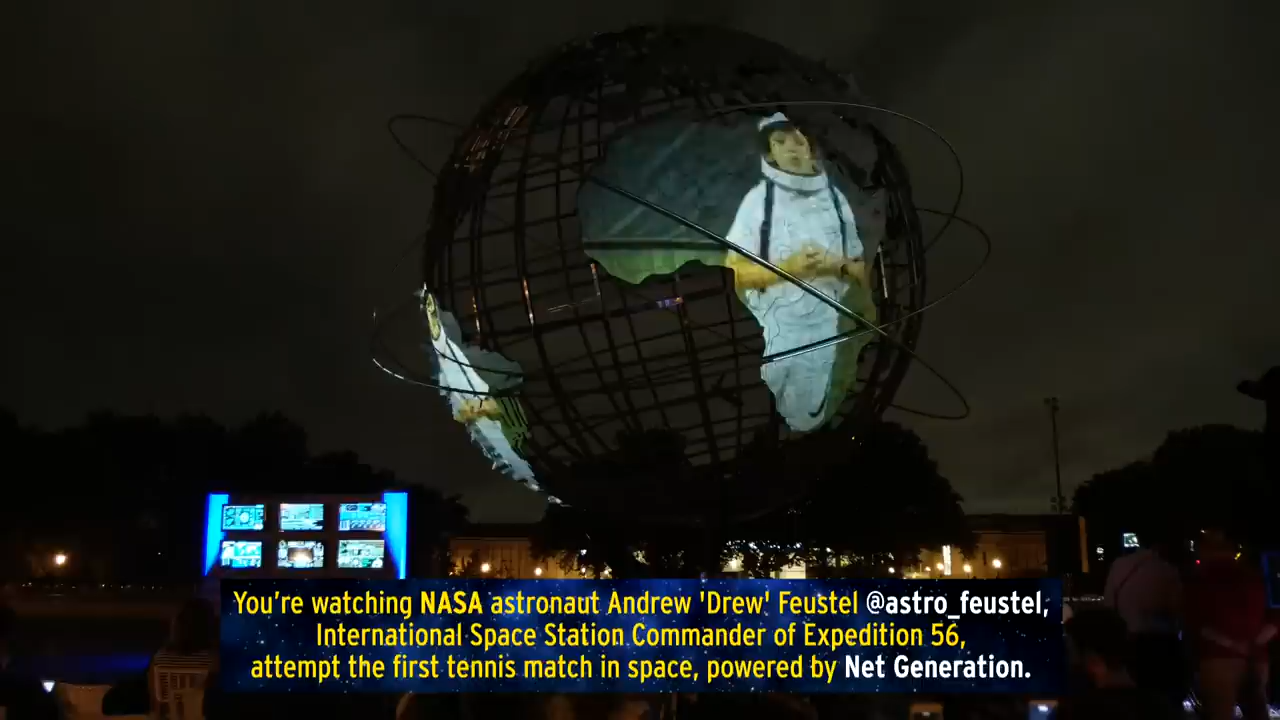 You're watching NASA astronaut Andrew 'Drew' Feustel @astro_feustel,
International Space Station Commander of Expedition 56,
attempt the first tennis match in space, powered by Net Generation.